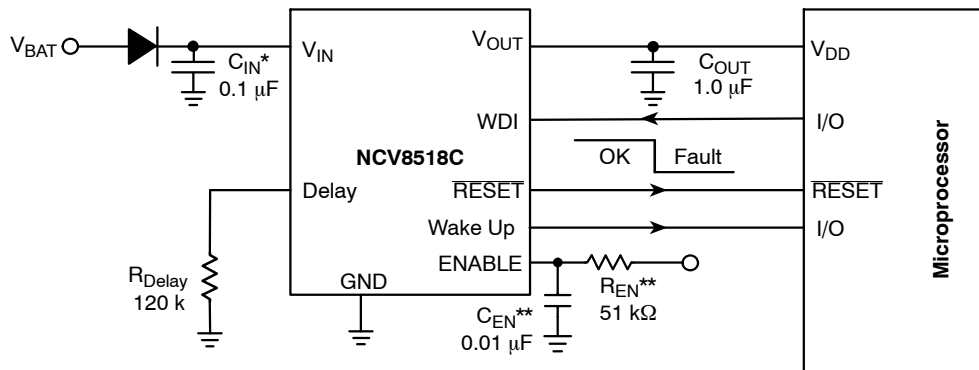 V_BAT
C_IN*
0.1 μF
V_IN
V_OUT
C_OUT
1.0 μF
V_DD
WDI
I/O
NCV8518C
OK
Fault
Delay
RESET
RESET
Wake Up
I/O
ENABLE
R_Delay
120 k
GND
C_EN**
0.01 μF
R_EN**
51 kΩ
Microprocessor